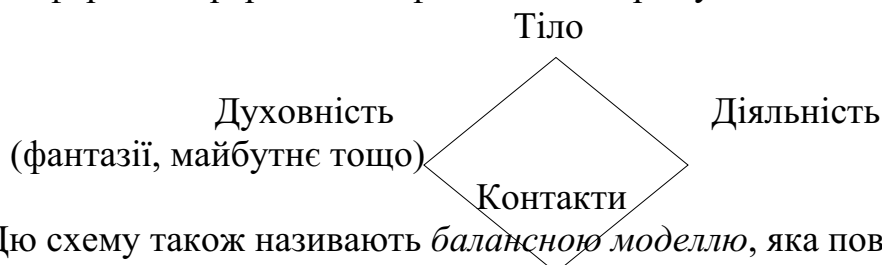 Тіло
Духовність Діяльність
(фантазії, майбутнє тощо)
Контакти
Цю схему також називають балансною моделлю, яка пов